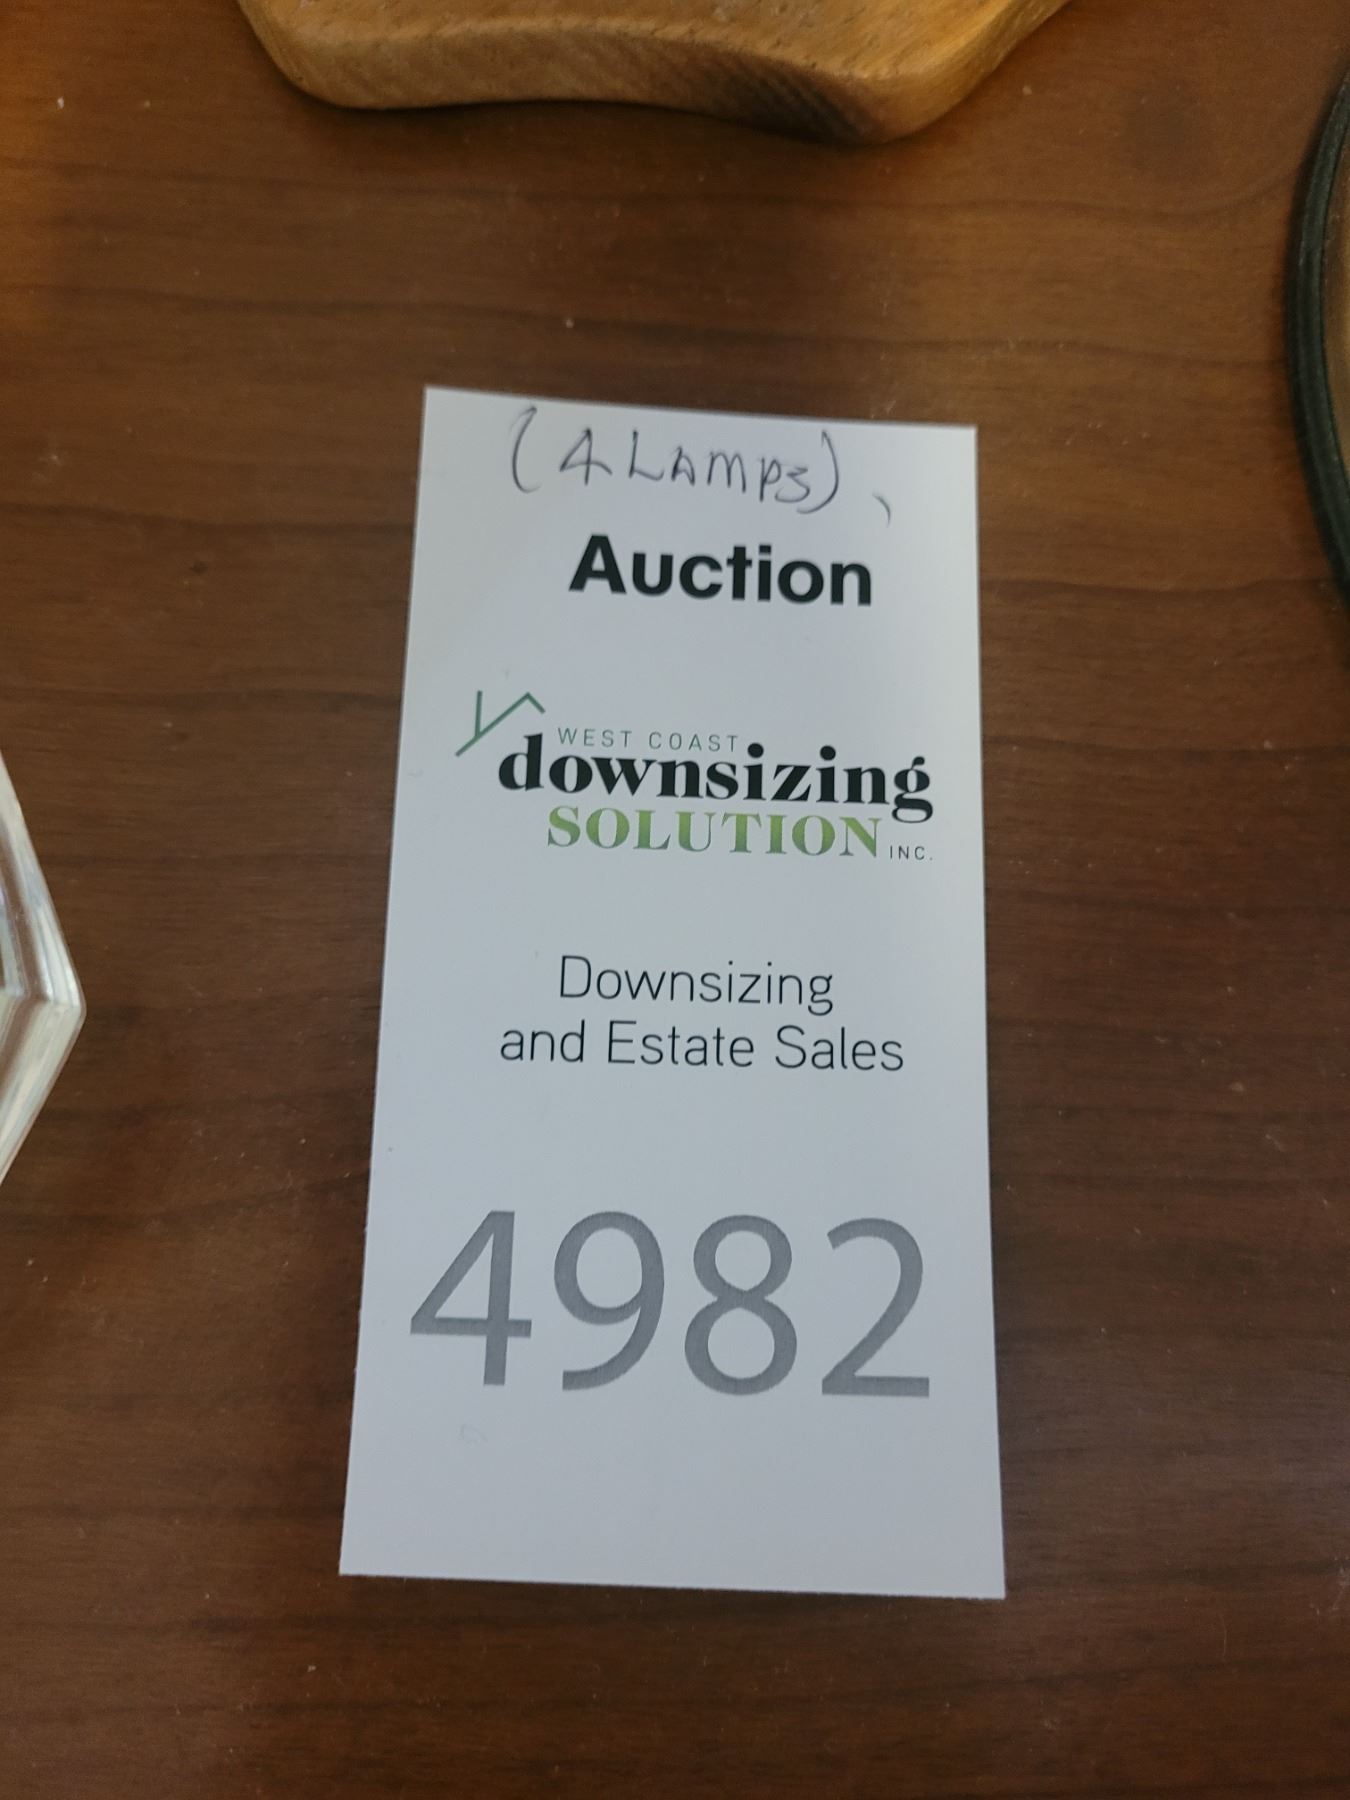 (4 LAMPS)
Auction
WEST COAST
downsizing
SOLUTION INC.
Downsizing
and Estate Sales
4982